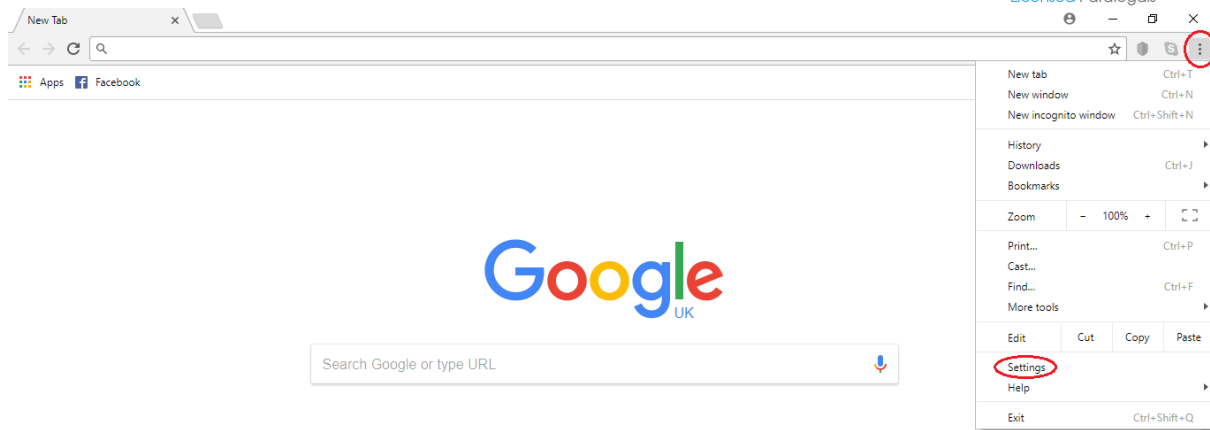 Licensed Paralegals
New Tab
Apps Facebook
New tab Ctrl+T
New window Ctrl+N
New incognito window Ctrl+Shift+N
History
Downloads Ctrl+J
Bookmarks
Zoom - 100% +
Print... Ctrl+P
Cast...
Find... Ctrl+F
More tools
Edit Cut Copy Paste
Settings
Help
Exit Ctrl+Shift+Q
Google
UK
Search Google or type URL